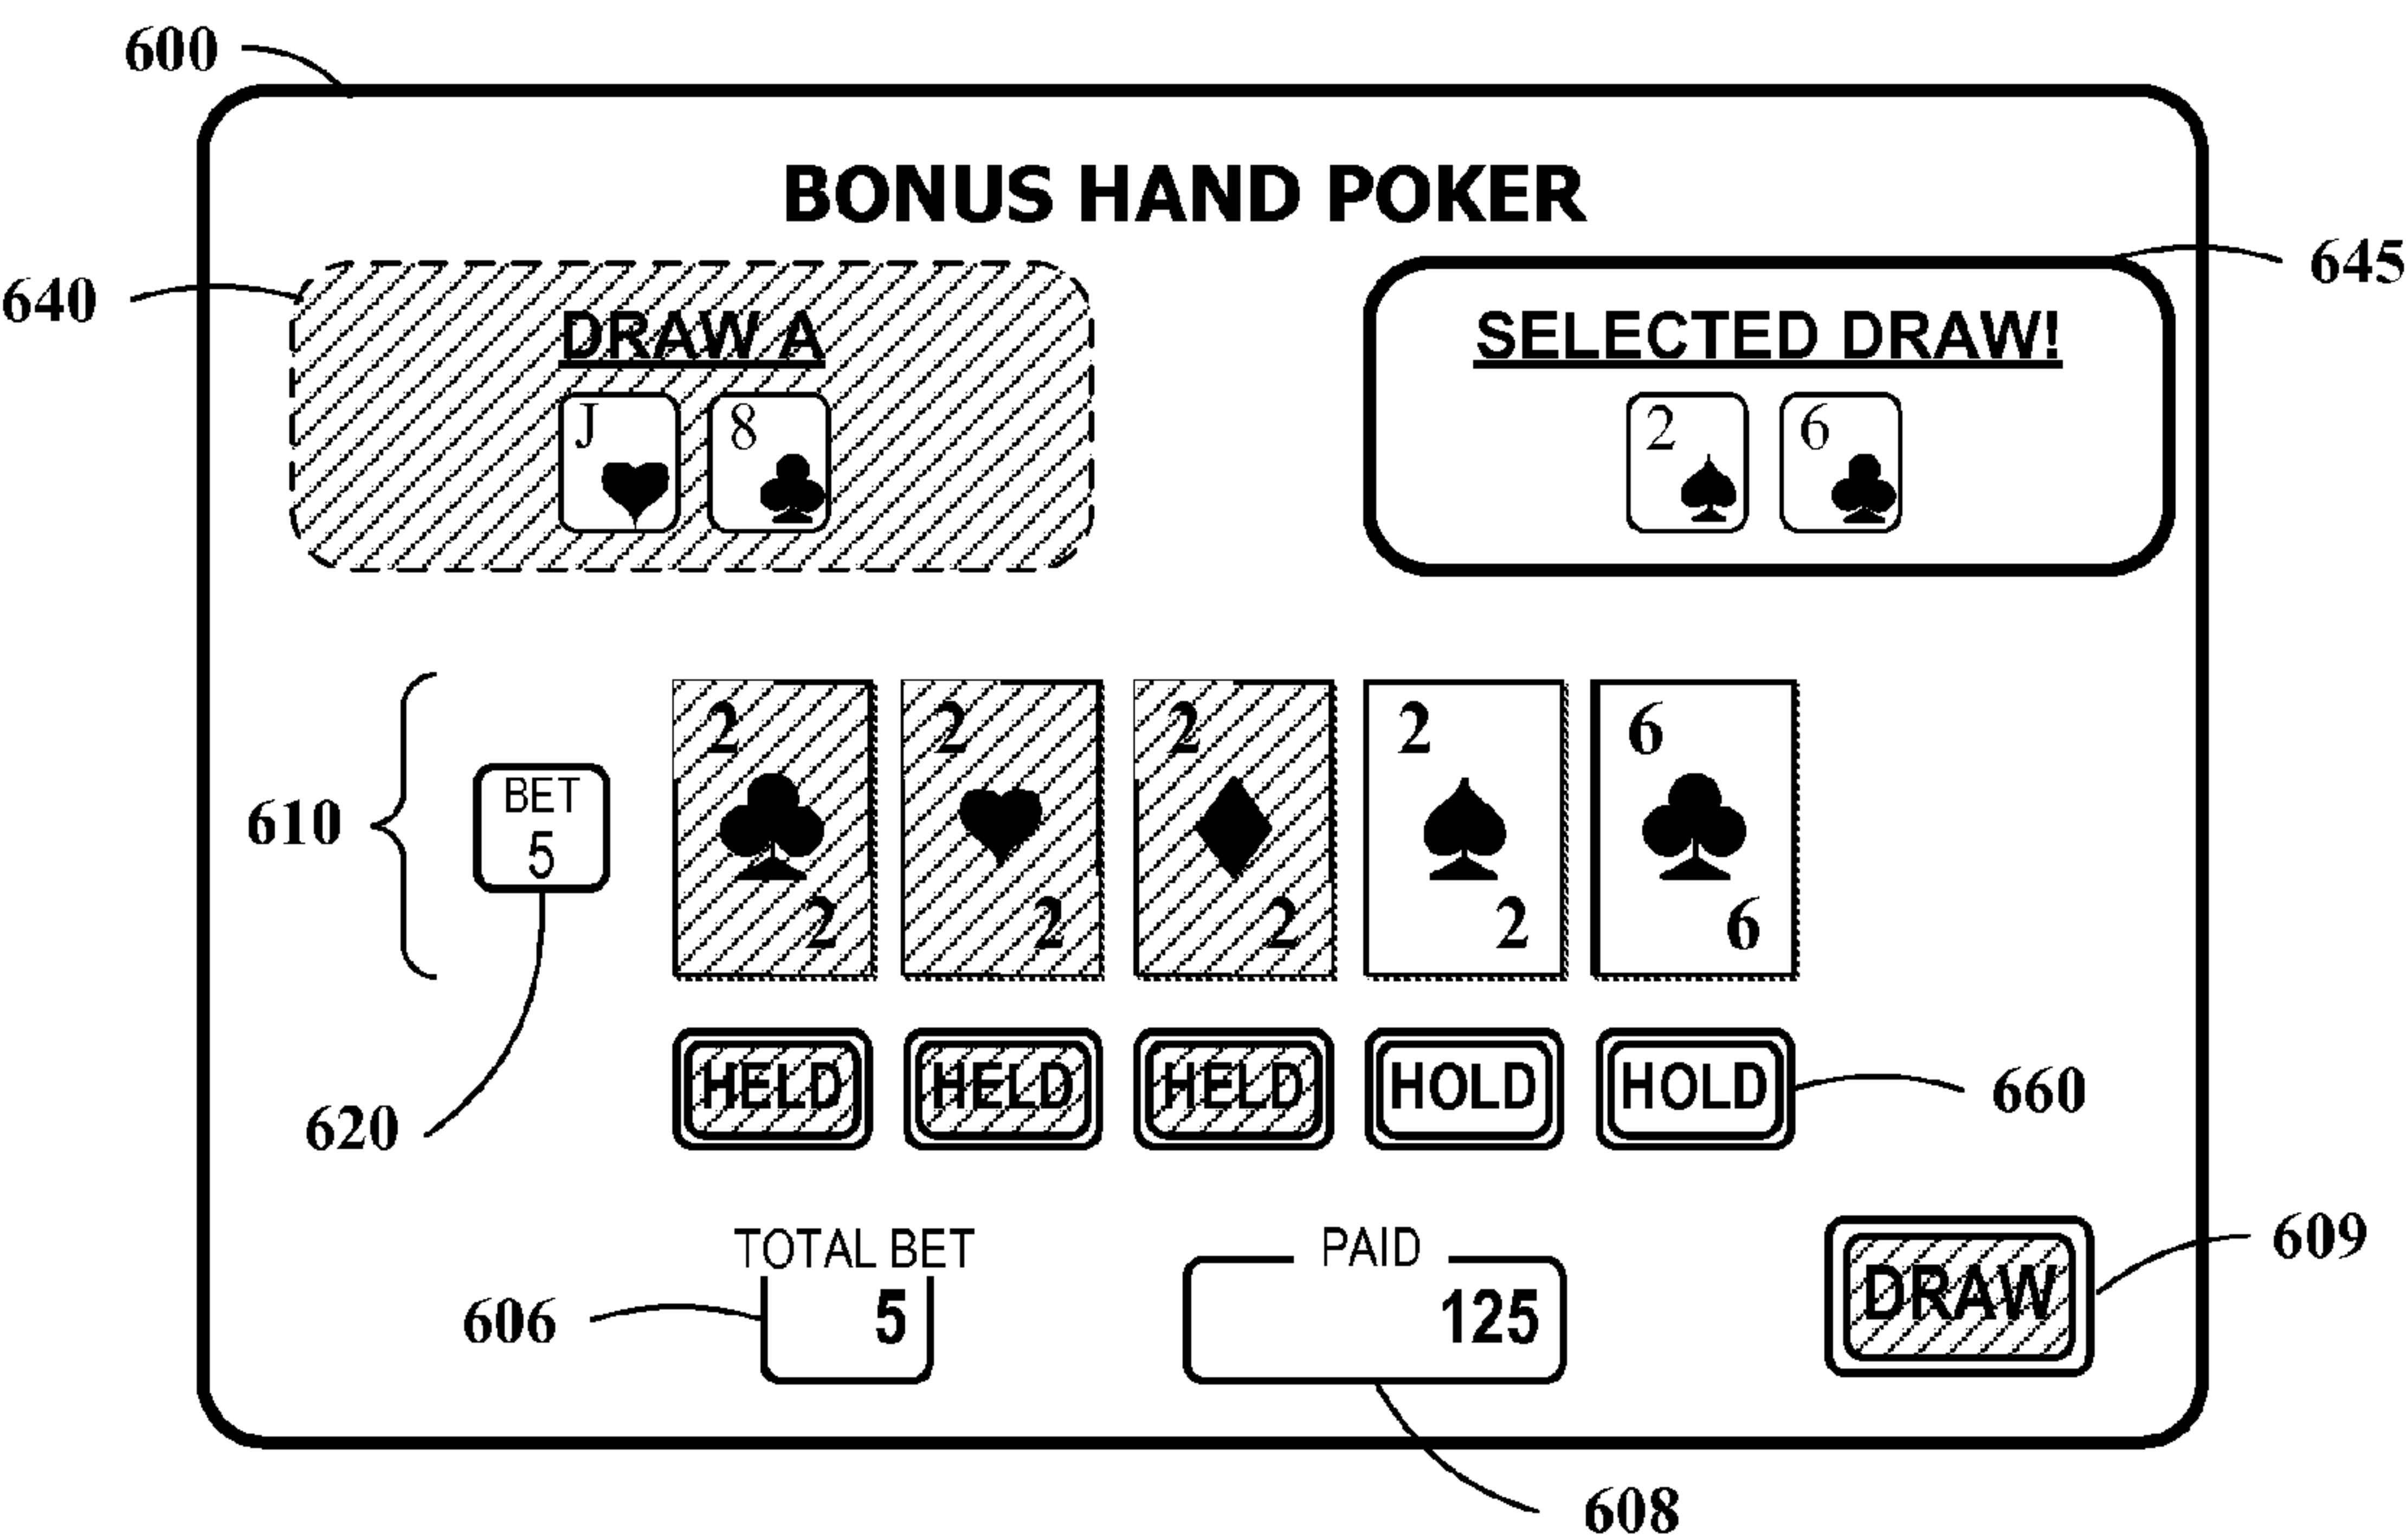 600
BONUS HAND POKER
640
645
DRAW A
SELECTED DRAW!
J 8
2 6
2 2 2 2 6
610
BET
5
2 2 2 2 6
620
HELD HELD HELD HOLD HOLD
660
TOTAL BET
PAID
609
606
5
125
DRAW
608